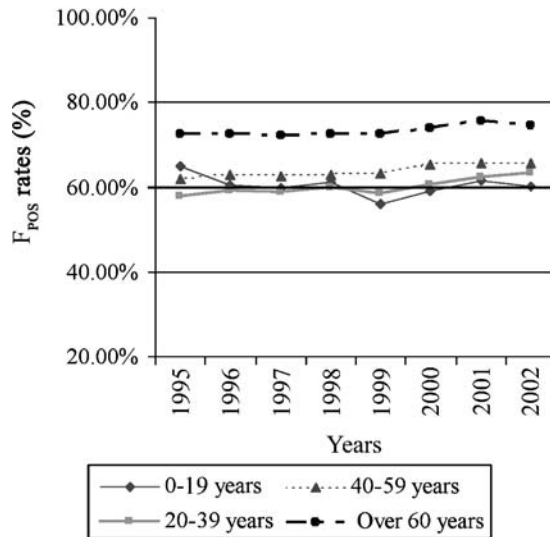 100.00%
80.00%
60.00%
40.00%
20.00%
F_POS rates (%)
1995 1996 1997 1998 1999 2000 2001 2002
Years
0-19 years 40-59 years
20-39 years Over 60 years